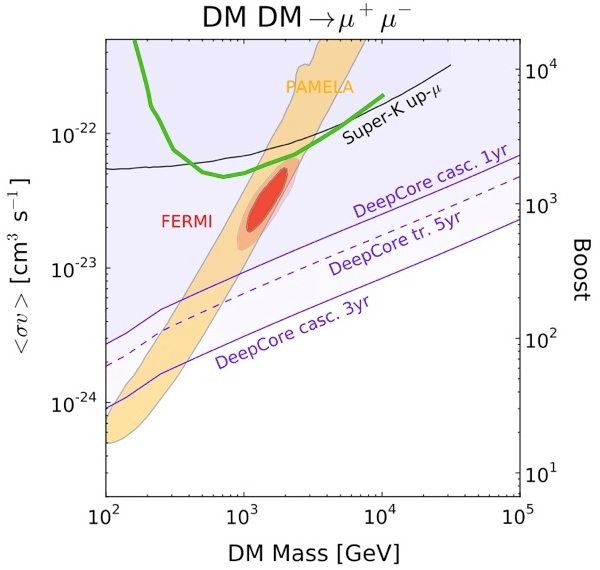 DM DM →μ⁺ μ⁻
PAMELA
Super-K up-μ
FERMI
DeepCore casc. 1yr
DeepCore tr. 5yr
DeepCore casc. 3yr
10⁻²²
10⁻²³
10⁻²⁴
<σv> [cm³ s⁻¹]
10⁴
10³
10²
10¹
Boost
10² 10³ 10⁴ 10⁵
DM Mass [GeV]